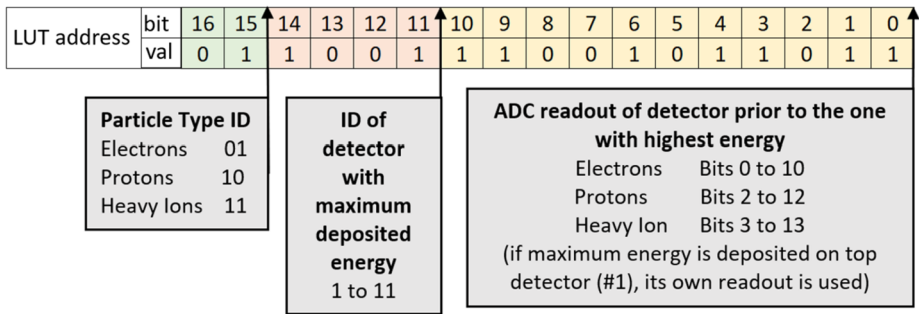 LUT address bit 16 15 14 13 12 11 10 9 8 7 6 5 4 3 2 1 0
val 0 1 1 0 0 1 1 1 0 0 1 0 1 1 0 1 1
Particle Type ID
Electrons 01
Protons 10
Heavy Ions 11
ID of
detector
with
maximum
deposited
energy
1 to 11
ADC readout of detector prior to the one
with highest energy
Electrons Bits 0 to 10
Protons Bits 2 to 12
Heavy Ion Bits 3 to 13
(if maximum energy is deposited on top
detector (#1), its own readout is used)